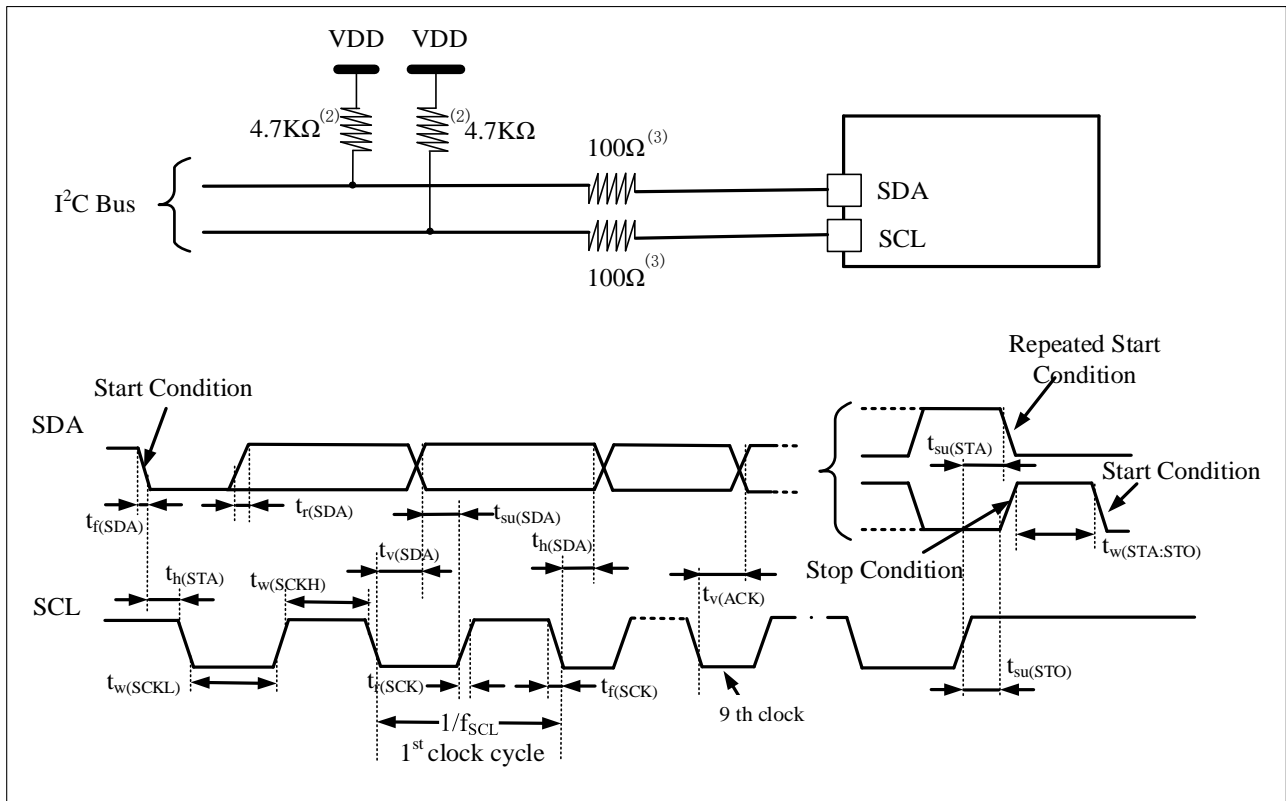 VDD VDD
4.7KΩ(2) (2)4.7KΩ
100Ω(3)
I2C Bus
SDA
SCL
100Ω(3)
Repeated Start
Condition
Start Condition
SDA
tsu(STA)
Start Condition
tf(SDA)
tr(SDA)
tsu(SDA)
tv(SDA)
th(SDA)
tw(STA:STO)
th(STA)
tw(SCKH)
Stop Condition
tv(ACK)
SCL
tw(SCKL)
tf(SCK)
tf(SCK)
tsu(STO)
9 th clock
1/fSCL
1st clock cycle